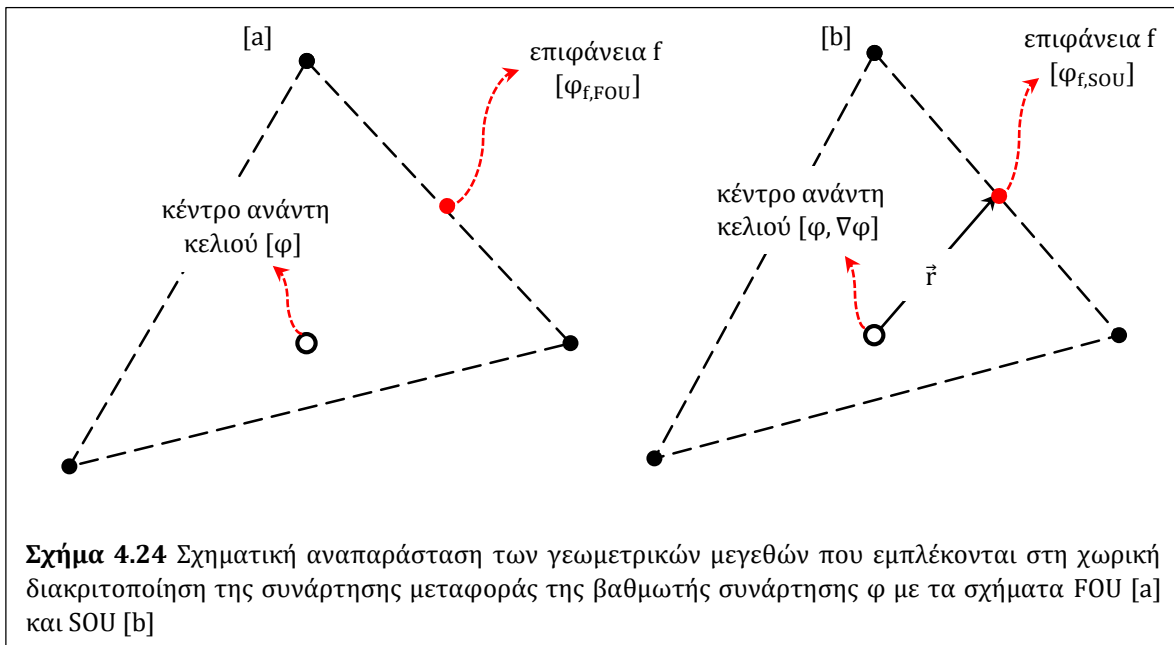 [a]
επιφάνεια f
[φf,FOU]
κέντρο ανάντη
κελιού [φ]
[b]
επιφάνεια f
[φf,SOU]
κέντρο ανάντη
κελιού [φ, ∇φ]
r⃗
Σχήμα 4.24 Σχηματική αναπαράσταση των γεωμετρικών μεγεθών που εμπλέκονται στη χωρική
διακριτοποίηση της συνάρτησης μεταφοράς της βαθμωτής συνάρτησης φ με τα σχήματα FOU [a]
και SOU [b]